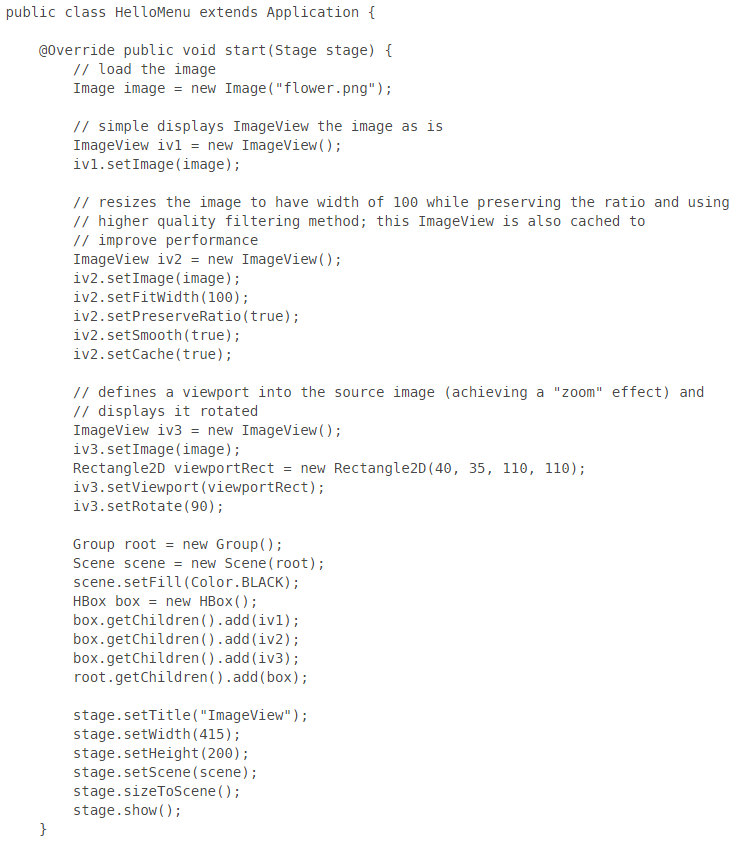 public class HelloMenu extends Application {

    @Override public void start(Stage stage) {
        // load the image
        Image image = new Image("flower.png");

        // simple displays ImageView the image as is
        ImageView iv1 = new ImageView();
        iv1.setImage(image);

        // resizes the image to have width of 100 while preserving the ratio and using
        // higher quality filtering method; this ImageView is also cached to
        // improve performance
        ImageView iv2 = new ImageView();
        iv2.setImage(image);
        iv2.setFitWidth(100);
        iv2.setPreserveRatio(true);
        iv2.setSmooth(true);
        iv2.setCache(true);

        // defines a viewport into the source image (achieving a "zoom" effect) and
        // displays it rotated
        ImageView iv3 = new ImageView();
        iv3.setImage(image);
        Rectangle2D viewportRect = new Rectangle2D(40, 35, 110, 110);
        iv3.setViewport(viewportRect);
        iv3.setRotate(90);

        Group root = new Group();
        Scene scene = new Scene(root);
        scene.setFill(Color.BLACK);
        HBox box = new HBox();
        box.getChildren().add(iv1);
        box.getChildren().add(iv2);
        box.getChildren().add(iv3);
        root.getChildren().add(box);

        stage.setTitle("ImageView");
        stage.setWidth(415);
        stage.setHeight(200);
        stage.setScene(scene);
        stage.sizeToScene();
        stage.show();
    }